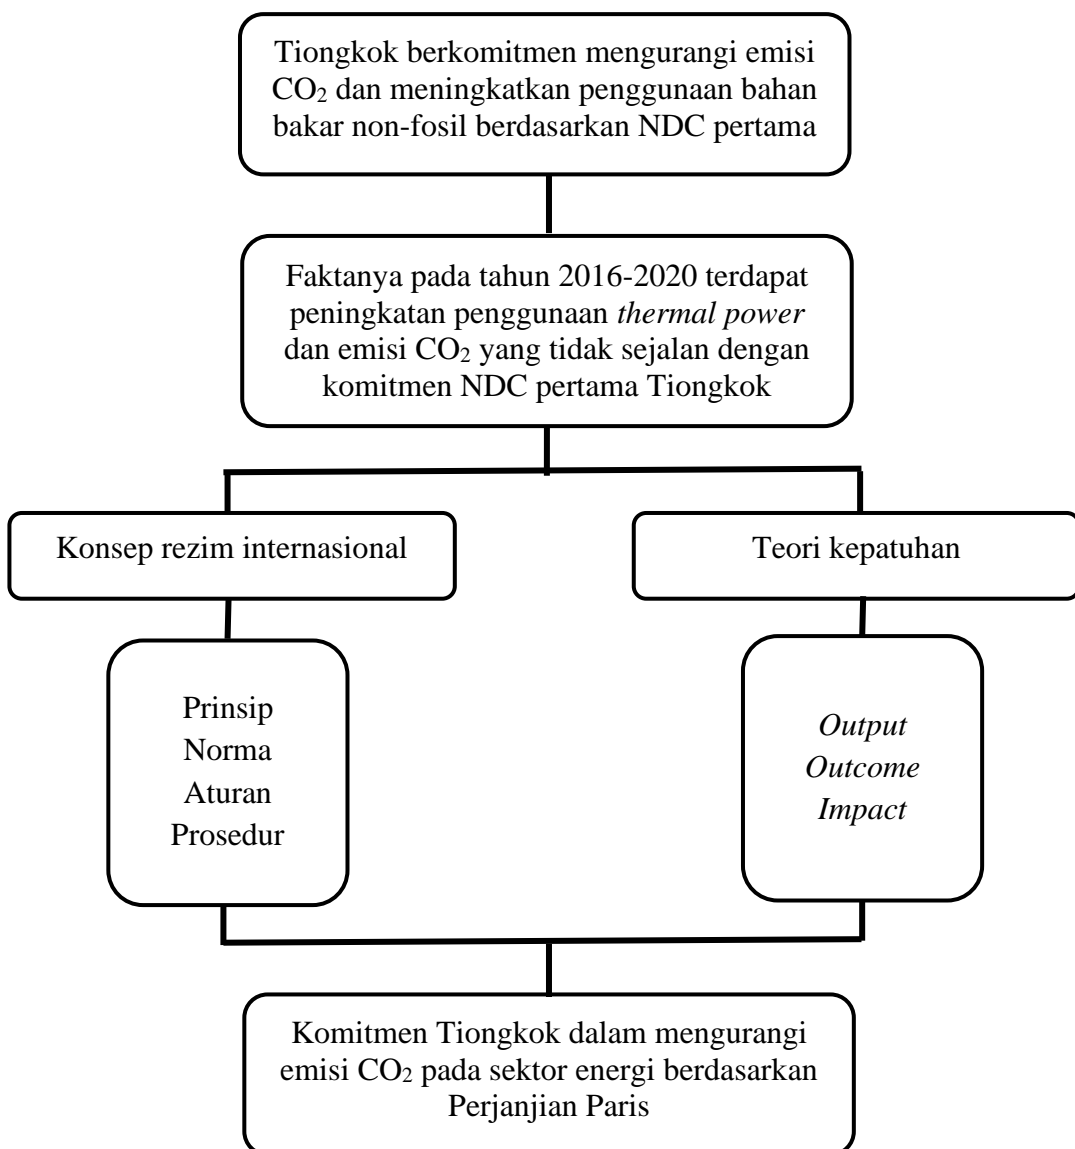 Tiongkok berkomitmen mengurangi emisi
CO₂ dan meningkatkan penggunaan bahan
bakar non-fosil berdasarkan NDC pertama
Faktanya pada tahun 2016-2020 terdapat
peningkatan penggunaan thermal power
dan emisi CO₂ yang tidak sejalan dengan
komitmen NDC pertama Tiongkok
Konsep rezim internasional
Teori kepatuhan
Prinsip
Norma
Aturan
Prosedur
Output
Outcome
Impact
Komitmen Tiongkok dalam mengurangi
emisi CO₂ pada sektor energi berdasarkan
Perjanjian Paris